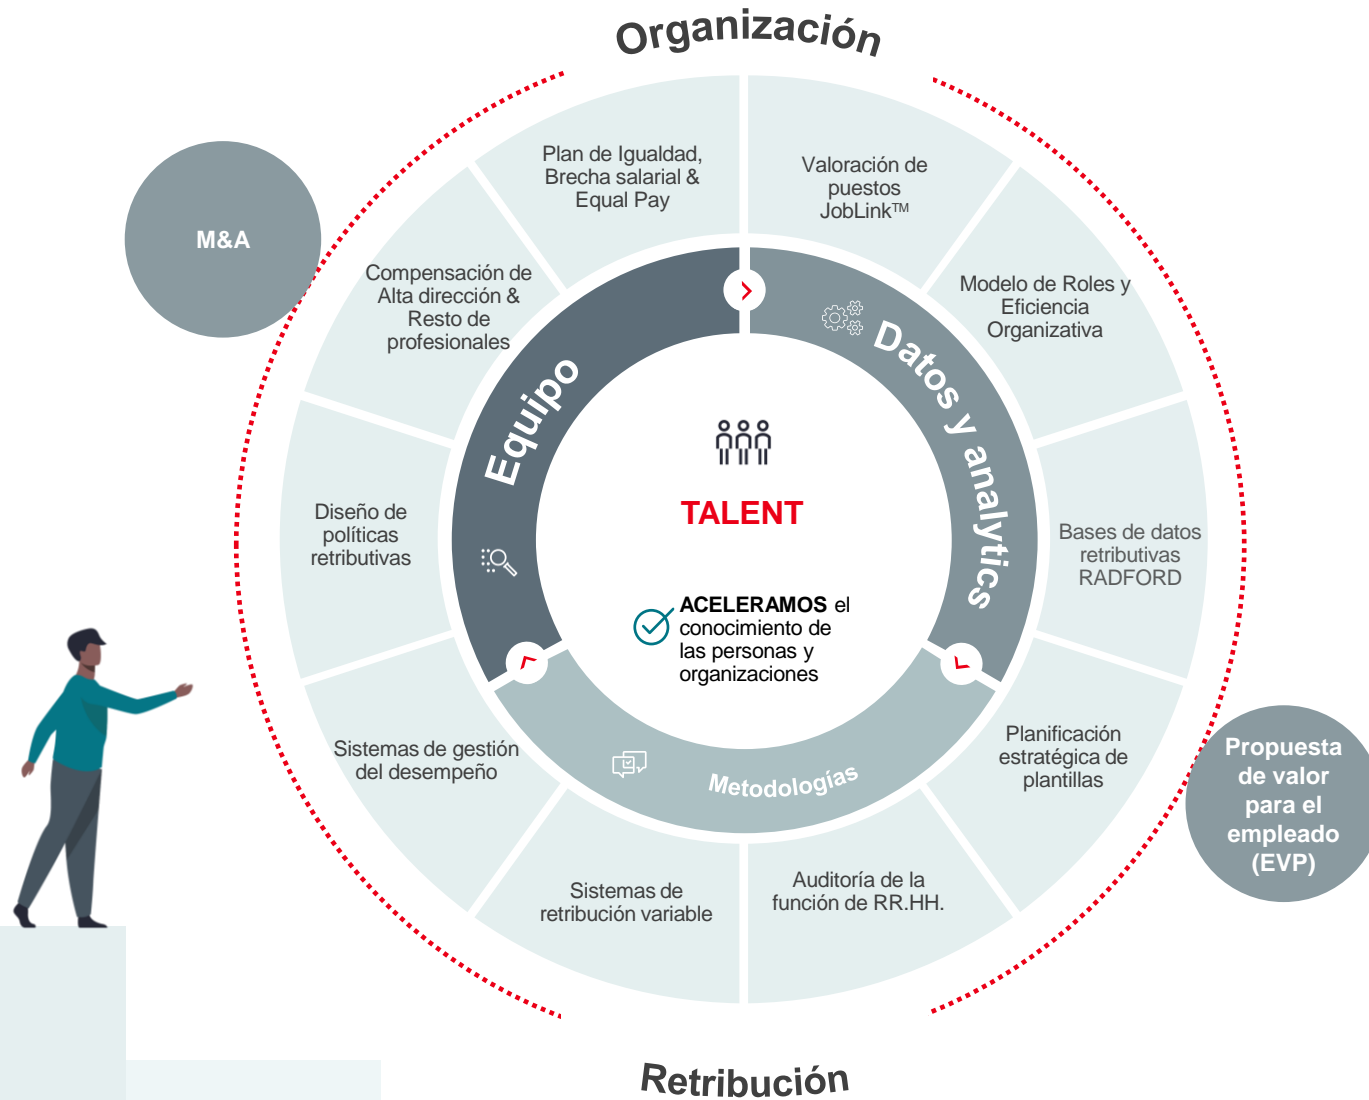 Organización
Plan de Igualdad,
Brecha salarial &
Equal Pay
Valoración de
puestos
JobLink™
M&A
Compensación de
Alta dirección &
Resto de
profesionales
Modelo de Roles y
Eficiencia
Organizativa
Equipo
Datos y analytics
TALENT
Diseño de
políticas
retributivas
Bases de datos
retributivas
RADFORD
ACELERAMOS el
conocimiento de
las personas y
organizaciones
Sistemas de gestión
del desempeño
Metodologías
Planificación
estratégica de
plantillas
Propuesta
de valor
para el
empleado
(EVP)
Sistemas de
retribución variable
Auditoría de la
función de RR.HH.
Retribución